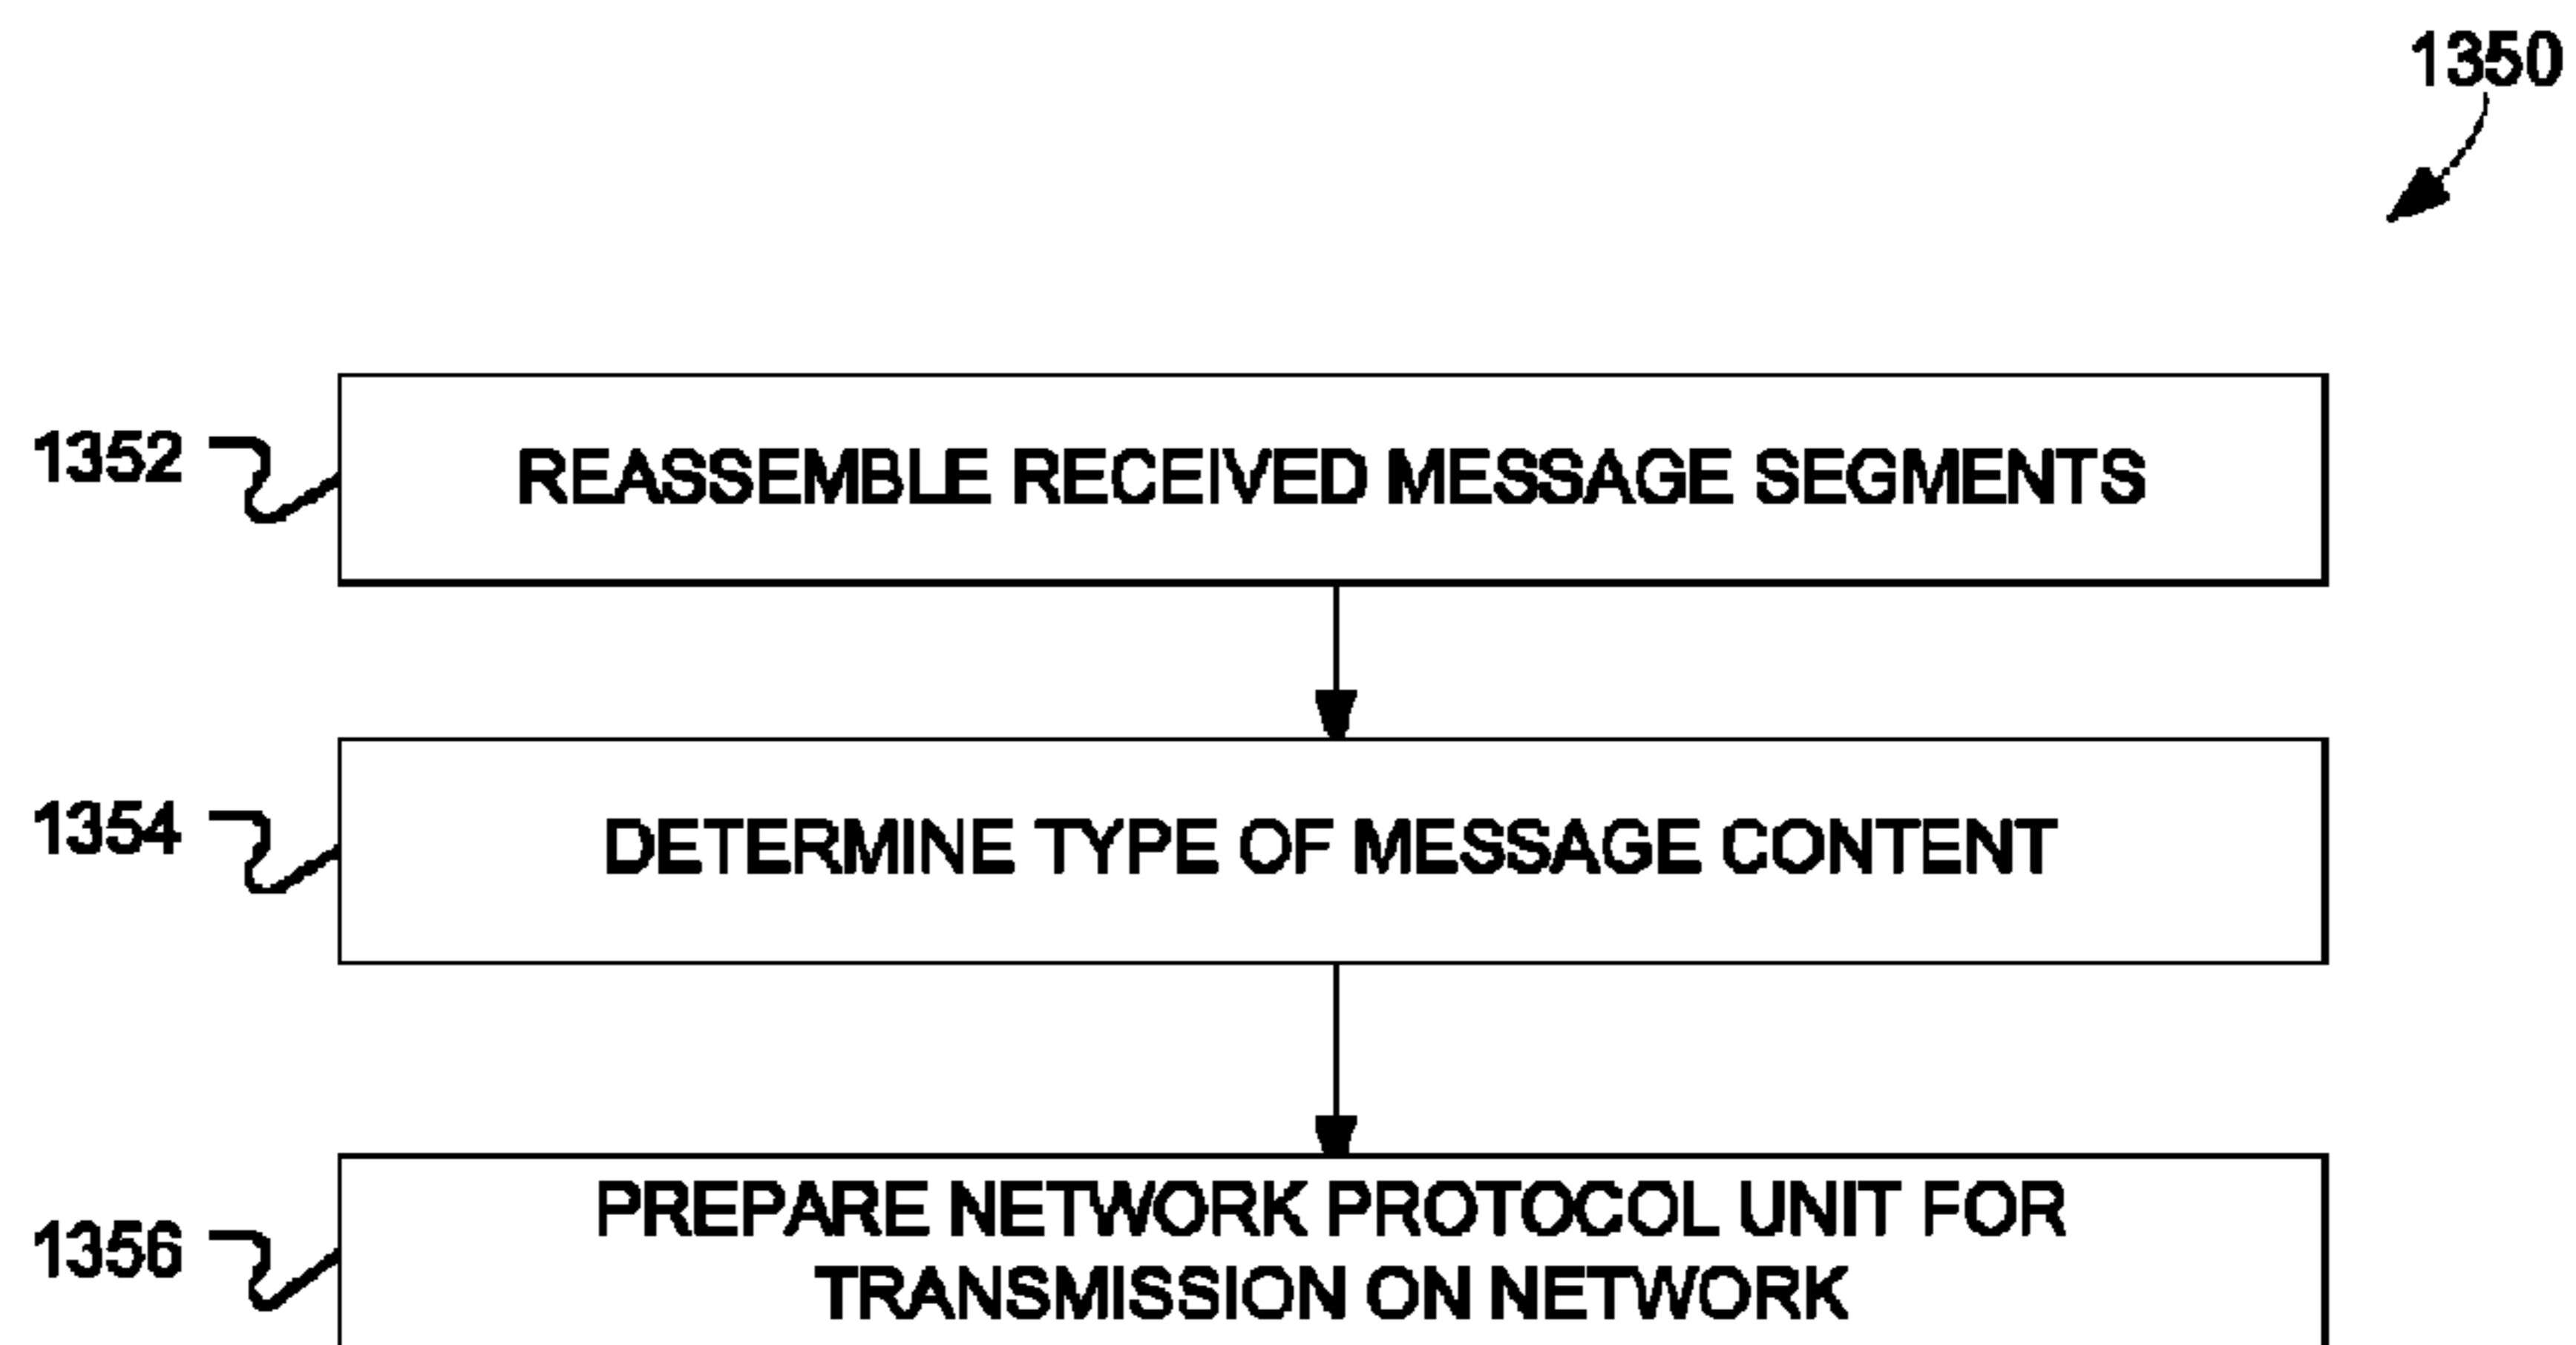 1350
1352
REASSEMBLE RECEIVED MESSAGE SEGMENTS
1354
DETERMINE TYPE OF MESSAGE CONTENT
1356
PREPARE NETWORK PROTOCOL UNIT FOR
TRANSMISSION ON NETWORK